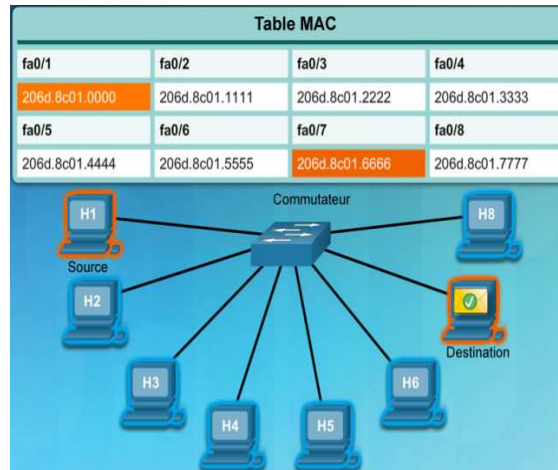 Table MAC
fa0/1 fa0/2 fa0/3 fa0/4
206d.8c01.0000 206d.8c01.1111 206d.8c01.2222 206d.8c01.3333
fa0/5 fa0/6 fa0/7 fa0/8
206d.8c01.4444 206d.8c01.5555 206d.8c01.6666 206d.8c01.7777
Commutateur
H1
H8
Source
H2
Destination
H3
H6
H4
H5